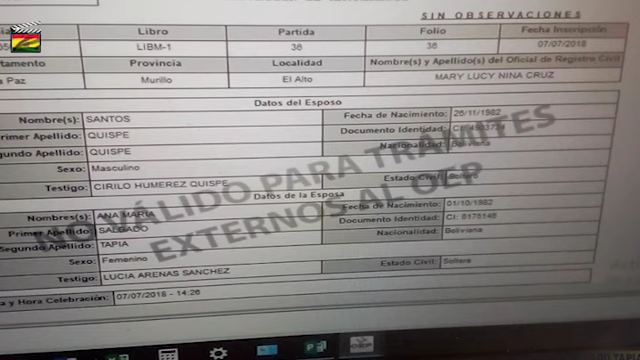 SIN OBSERVACIONES
Libro Partida Folio Fecha Inscripción
LIBM-1 36 36 07/07/2018
Provincia Localidad Nombre(s) y Apellido(s) del Oficial de Registro Civil
Paz Murillo El Alto MARY LUCY NINA CRUZ
Datos del Esposo
Nombre(s): SANTOS Fecha de Nacimiento: 26/11/1982
Primer Apellido: QUISPE Documento Identidad:
Segundo Apellido: QUISPE Nacionalidad: Boliviana
Sexo: Masculino Estado Civil: Soltero
Testigo: CIRILO HUMEREZ QUISPE
Datos de la Esposa
Nombres(s): ANA MARIA Fecha de Nacimiento: 01/10/1982
Primer Apellido: SALGADO Documento Identidad: CI: 6178148
Segundo Apellido: TAPIA Nacionalidad: Boliviana
Sexo: Femenino Estado Civil: Soltera
Testigo: LUCIA ARENAS SANCHEZ
y Hora Celebración: 07/07/2018 - 14:26
VÁLIDO PARA TRAMITES
EXTERNOS AL OEP